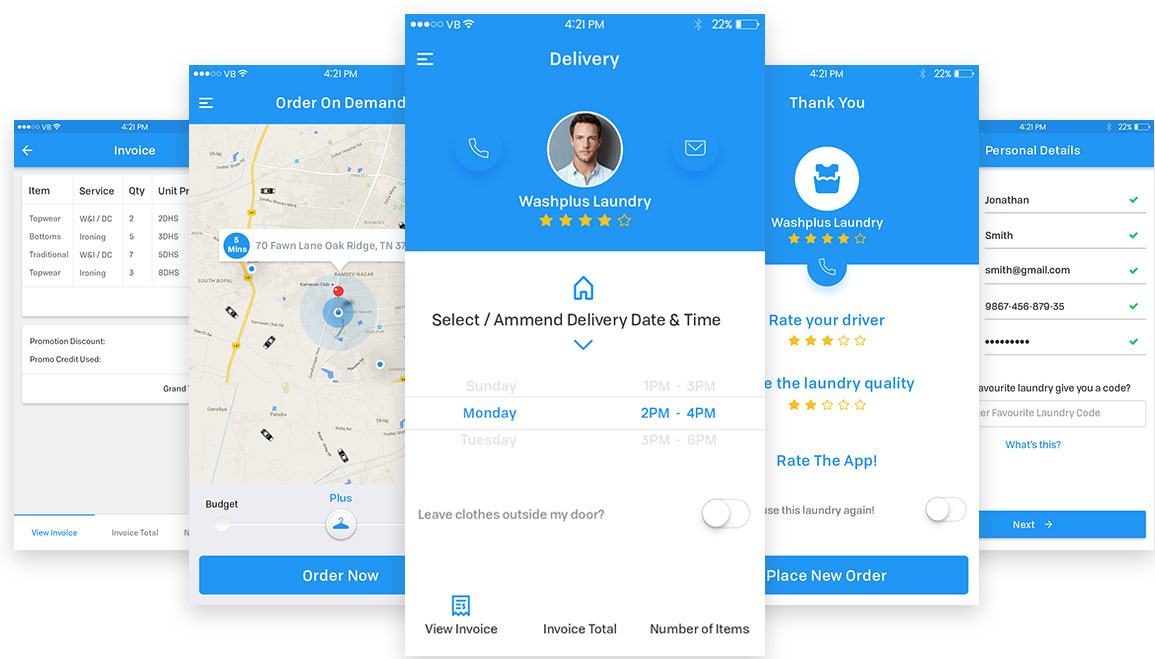 VB 4:21 PM
Invoice
Item Service Qty Unit Pr
Topwear W&I / DC 2 2DHS
Bottoms Ironing 5 3DHS
Traditional W&I / DC 7 5DHS
Topwear Ironing 3 8DHS
Promotion Discount:
Promo Credit Used:
Grand
View Invoice Invoice Total N
VB 4:21 PM
Order On Demand
5 Mins
70 Fawn Lane Oak Ridge, TN 37
RAMDEV NAGAR
SOUTH BOPAL
Karnavati Club
Garodiya
Parodia
Budget Plus
Order Now
VB 4:21 PM 22%
Delivery
Washplus Laundry
Select / Ammend Delivery Date & Time
Sunday 1PM - 3PM
Monday 2PM - 4PM
Tuesday 3PM - 6PM
Leave clothes outside my door?
View Invoice Invoice Total Number of Items
4:21 PM 22%
Thank You
Washplus Laundry
Rate your driver
e the laundry quality
Rate The App!
use this laundry again!
Place New Order
4:21 PM 22%
Personal Details
Jonathan
Smith
smith@gmail.com
9867-456-879-35
avourite laundry give you a code?
er Favourite Laundry Code
What's this?
Next